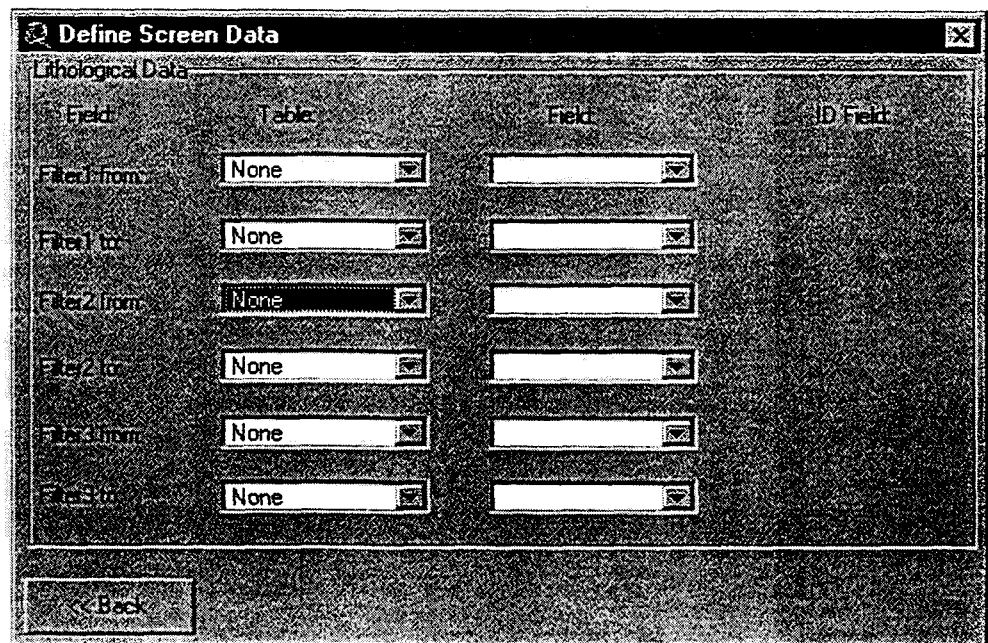 Define Screen Data
Lithological Data
Field: Table: Field: ID Field:
Filter1 from: None
Filter1 to: None
Filter2 from: None
Filter2 to: None
Filter3 from: None
Filter3 to: None
<< Back